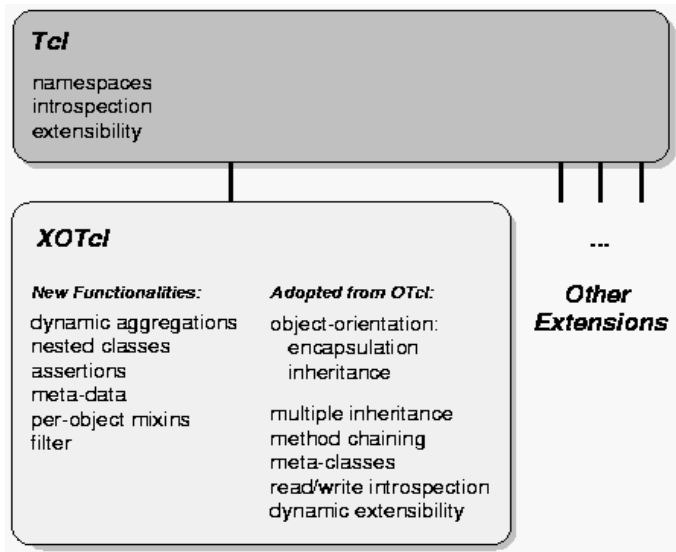 Tcl
namespaces
introspection
extensibility
XOTcl
New Functionalities:
dynamic aggregations
nested classes
assertions
meta-data
per-object mixins
filter
Adopted from OTcl:
object-orientation:
encapsulation
inheritance
multiple inheritance
method chaining
meta-classes
read/write introspection
dynamic extensibility
...
Other
Extensions